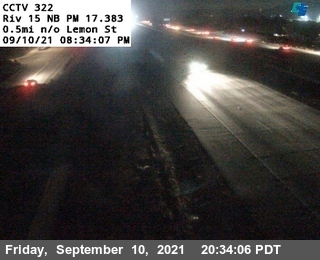 CCTV 322
Riv 15 NB PM 17.383
0.5mi n/o Lemon St
09/10/21 08:34:07 PM
Friday, September 10, 2021 20:34:06 PDT